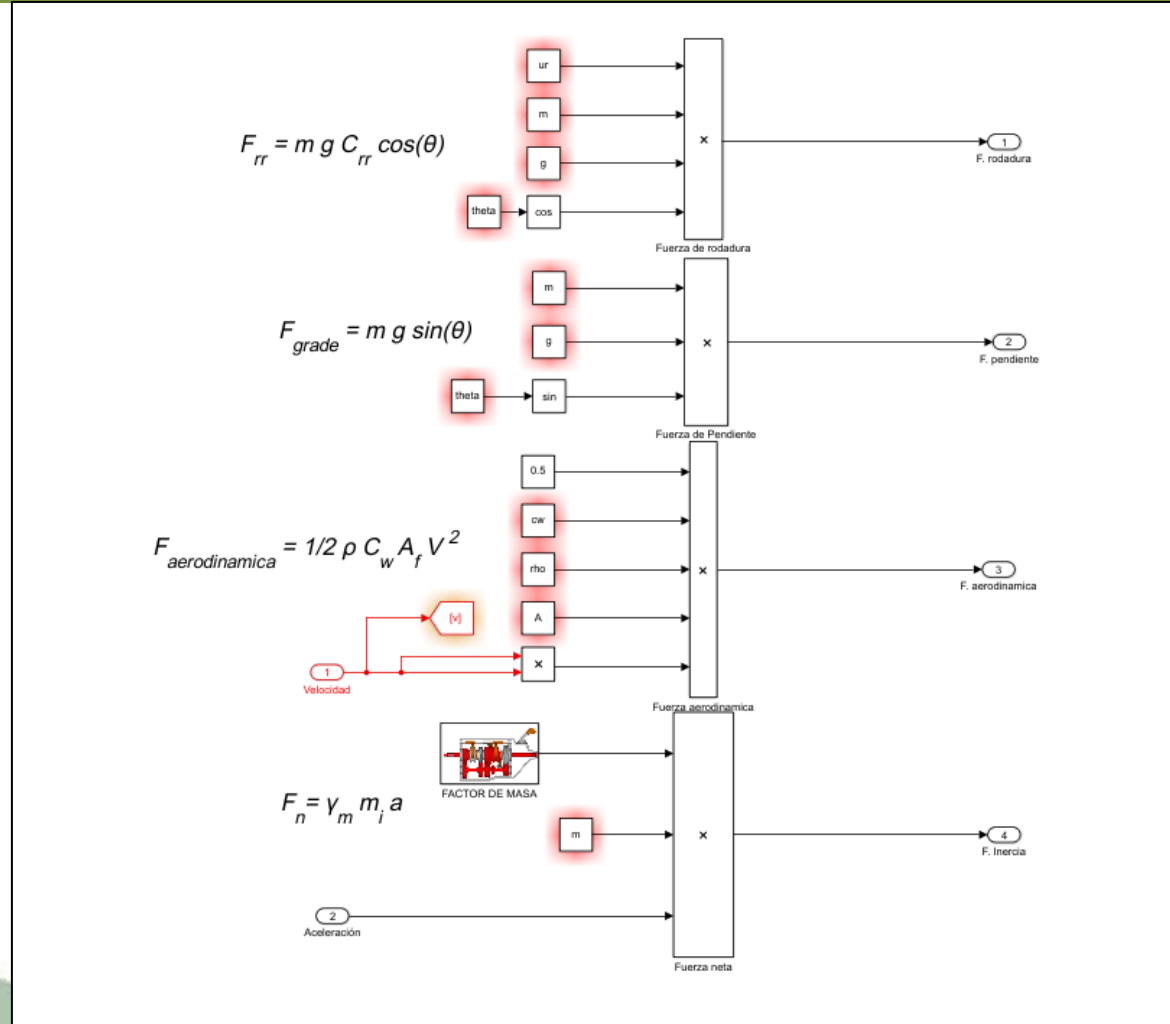 ur
m
F_rr = m g C_rr cos(θ)
×
1
F. rodadura
g
theta
cos
Fuerza de rodadura
m
F_grade = m g sin(θ)
g
×
2
F. pendiente
theta
sin
Fuerza de Pendiente
0.5
cw
F_aerodinamica = 1/2 ρ C_w A_f V^2
rho
×
3
F. aerodinamica
[v]
A
1
×
Velocidad
Fuerza aerodinamica
FACTOR DE MASA
F_n= γ_m m_i a
m
×
4
F. Inercia
2
Aceleración
Fuerza neta